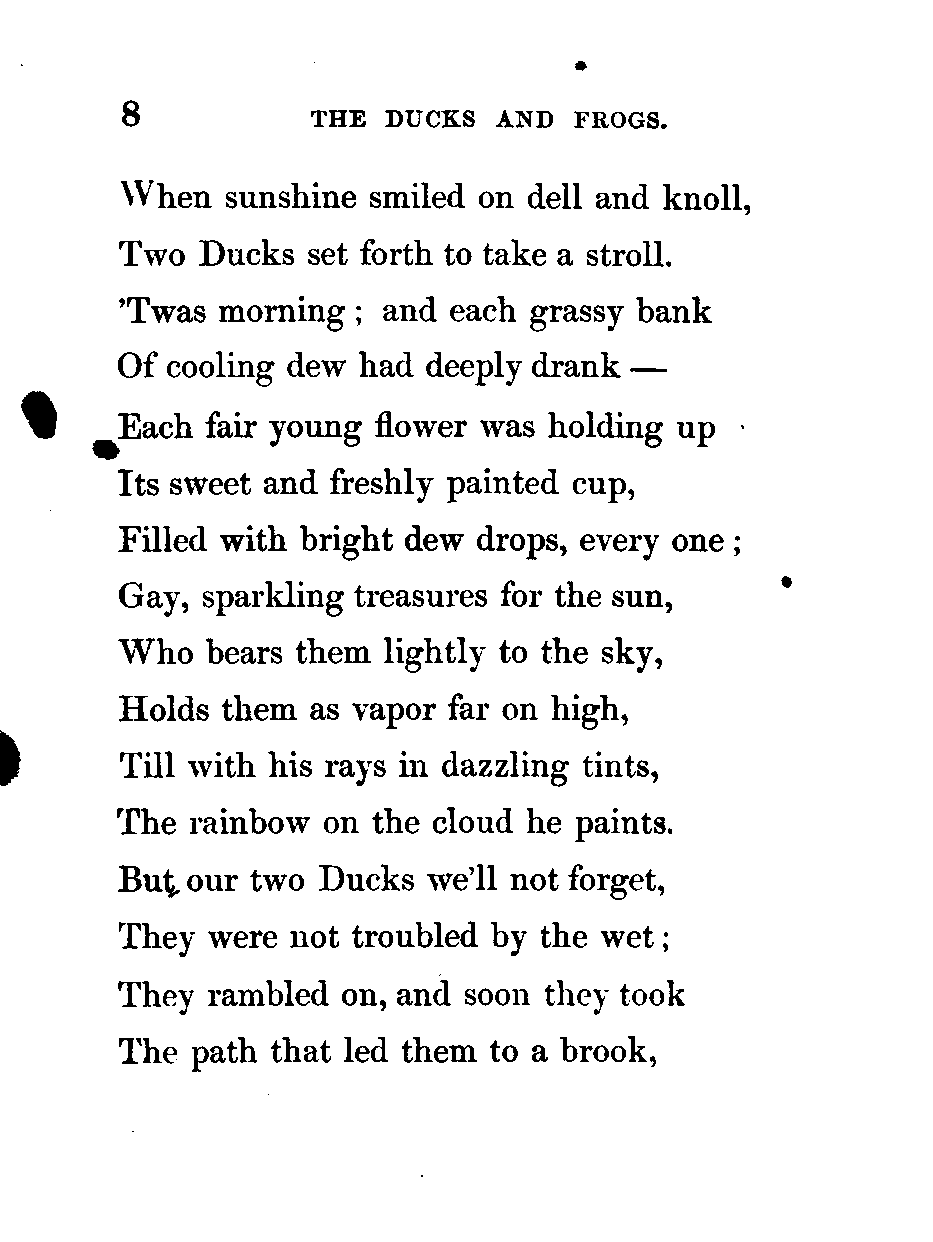 8 THE DUCKS AND FROGS.
When sunshine smiled on dell and knoll,
Two Ducks set forth to take a stroll.
'Twas morning ; and each grassy bank
Of cooling dew had deeply drank —
Each fair young flower was holding up
Its sweet and freshly painted cup,
Filled with bright dew drops, every one ;
Gay, sparkling treasures for the sun,
Who bears them lightly to the sky,
Holds them as vapor far on high,
Till with his rays in dazzling tints,
The rainbow on the cloud he paints.
But our two Ducks we'll not forget,
They were not troubled by the wet ;
They rambled on, and soon they took
The path that led them to a brook,